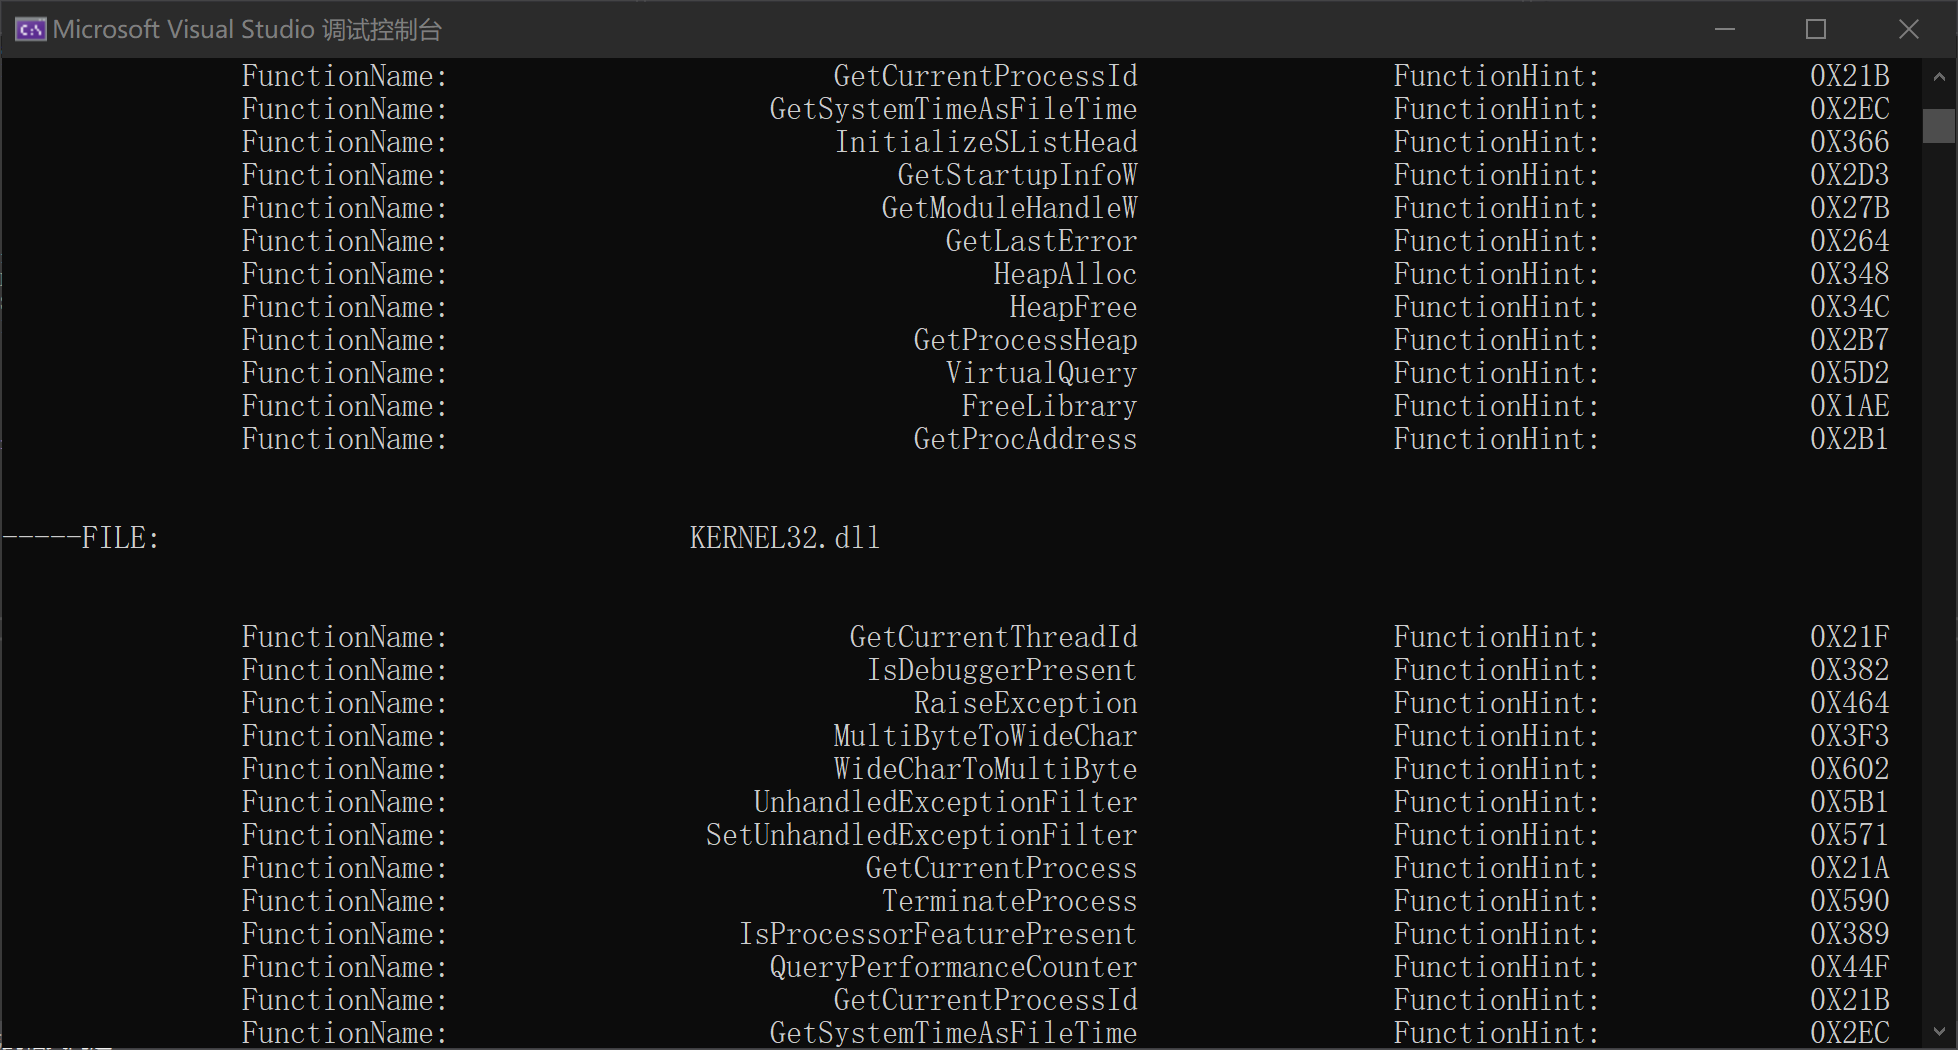 Microsoft Visual Studio 调试控制台
FunctionName: GetCurrentProcessId FunctionHint: 0X21B
FunctionName: GetSystemTimeAsFileTime FunctionHint: 0X2EC
FunctionName: InitializeSListHead FunctionHint: 0X366
FunctionName: GetStartupInfoW FunctionHint: 0X2D3
FunctionName: GetModuleHandleW FunctionHint: 0X27B
FunctionName: GetLastError FunctionHint: 0X264
FunctionName: HeapAlloc FunctionHint: 0X348
FunctionName: HeapFree FunctionHint: 0X34C
FunctionName: GetProcessHeap FunctionHint: 0X2B7
FunctionName: VirtualQuery FunctionHint: 0X5D2
FunctionName: FreeLibrary FunctionHint: 0X1AE
FunctionName: GetProcAddress FunctionHint: 0X2B1
-----FILE: KERNEL32.dll
FunctionName: GetCurrentThreadId FunctionHint: 0X21F
FunctionName: IsDebuggerPresent FunctionHint: 0X382
FunctionName: RaiseException FunctionHint: 0X464
FunctionName: MultiByteToWideChar FunctionHint: 0X3F3
FunctionName: WideCharToMultiByte FunctionHint: 0X602
FunctionName: UnhandledExceptionFilter FunctionHint: 0X5B1
FunctionName: SetUnhandledExceptionFilter FunctionHint: 0X571
FunctionName: GetCurrentProcess FunctionHint: 0X21A
FunctionName: TerminateProcess FunctionHint: 0X590
FunctionName: IsProcessorFeaturePresent FunctionHint: 0X389
FunctionName: QueryPerformanceCounter FunctionHint: 0X44F
FunctionName: GetCurrentProcessId FunctionHint: 0X21B
FunctionName: GetSystemTimeAsFileTime FunctionHint: 0X2EC